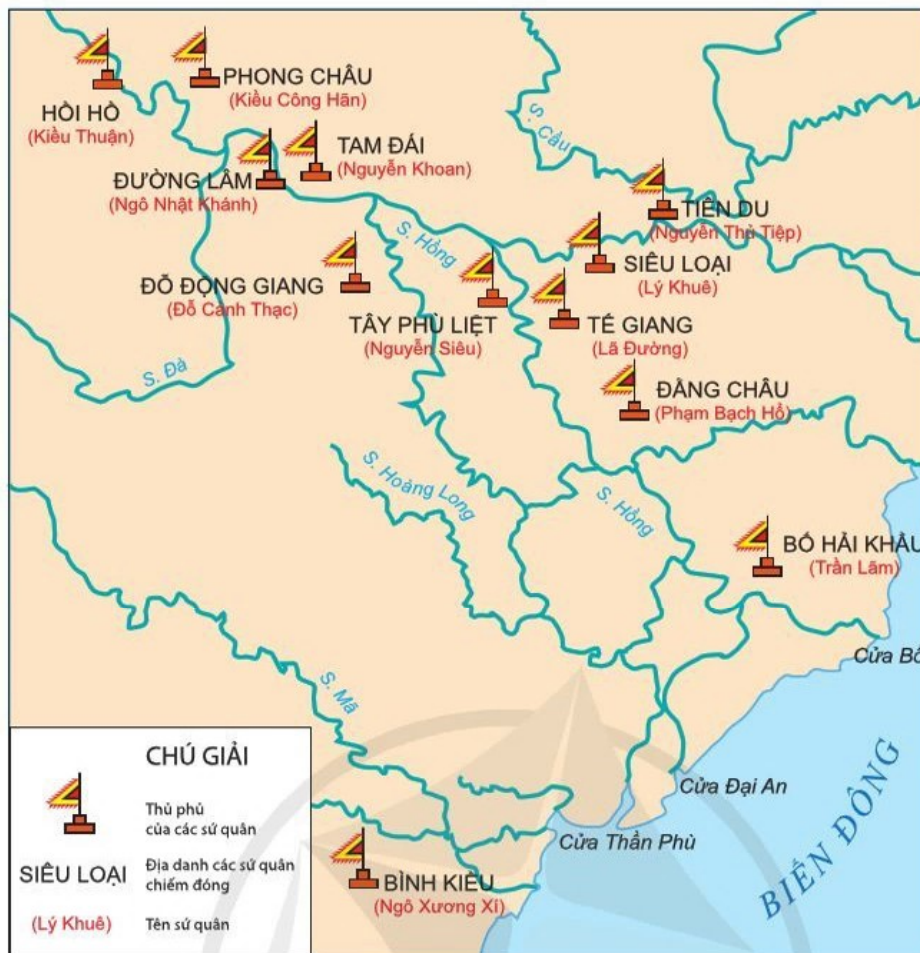 HỒI HỒ
(Kiều Thuận)
PHONG CHÂU
(Kiều Công Hãn)
ĐƯỜNG LÂM
(Ngô Nhật Khánh)
TAM ĐÁI
(Nguyễn Khoan)
S. Cầu
TIÊN DU
(Nguyễn Thủ Tiệp)
S. Hồng
SIÊU LOẠI
(Lý Khuê)
ĐỖ ĐỘNG GIANG
(Đỗ Cảnh Thạc)
TÂY PHÙ LIỆT
(Nguyễn Siêu)
TẾ GIANG
(Lã Đường)
S. Đà
ĐẰNG CHÂU
(Phạm Bạch Hổ)
S. Hoàng Long
S. Hồng
BỐ HẢI KHẨU
(Trần Lãm)
Cửa Bố
S. Mã
Cửa Đại An
Cửa Thần Phù
BIỂN ĐÔNG
BÌNH KIỀU
(Ngô Xương Xí)
CHÚ GIẢI
Thủ phủ
của các sứ quân
SIÊU LOẠI
Địa danh các sứ quân
chiếm đóng
(Lý Khuê)
Tên sứ quân